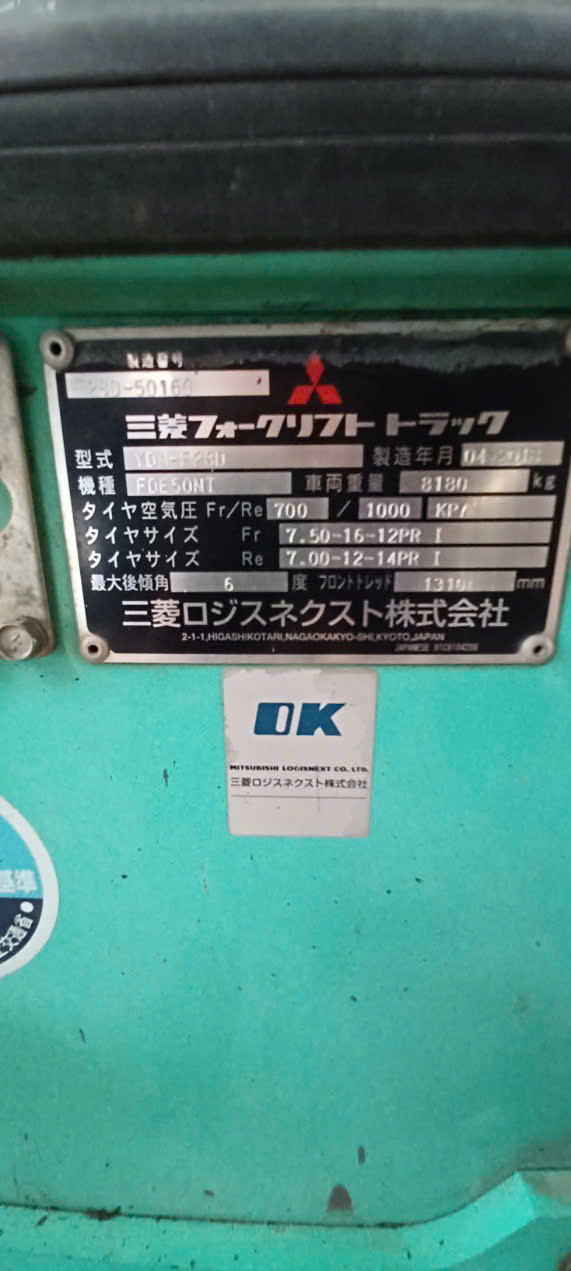 製造番号
三菱フォークリフト トラック
型式 製造年月
機種 FDE50NT 車両重量 8180 kg
タイヤ空気圧 Fr/Re 700 / 1000 KPA
タイヤサイズ Fr 7.50-16-12PR I
タイヤサイズ Re 7.00-12-14PR I
最大後傾角 6 度 フロントトレッド mm
三菱ロジスネクスト株式会社
2-1-1,HIGASHIKOTARI,NAGAOKAKYO-SHI,KYOTO,JAPAN
JAPANESE
OK
MITSUBISHI LOGISNEXT CO., LTD.
三菱ロジスネクスト株式会社
基準
交通省